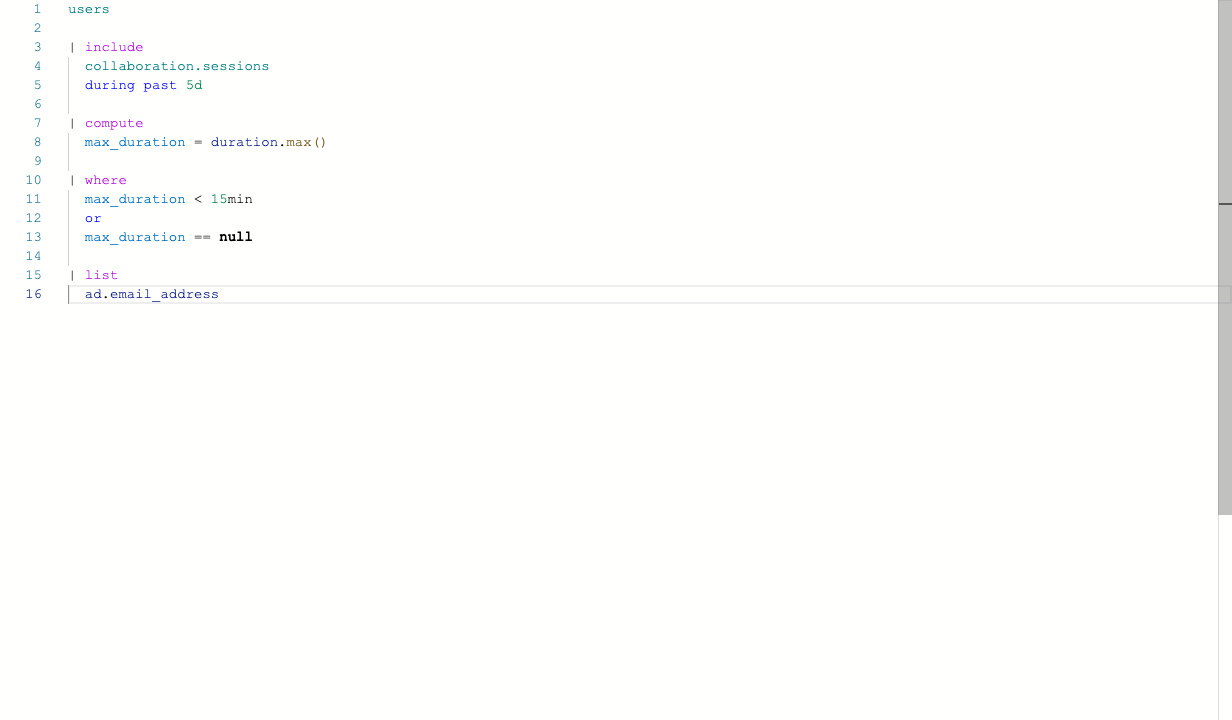 1 users
2
3 | include
4 collaboration.sessions
5 during past 5d
6
7 | compute
8 max_duration = duration.max()
9
10 | where
11 max_duration < 15min
12 or
13 max_duration == null
14
15 | list
16 ad.email_address